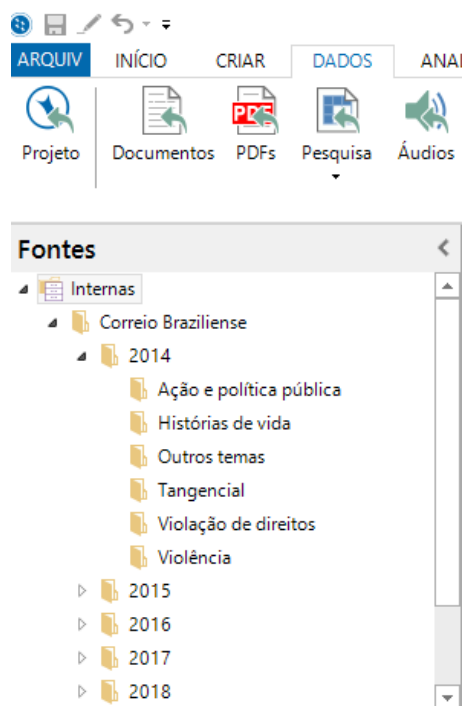 ARQUIV INÍCIO CRIAR DADOS ANAI
Projeto Documentos PDFs Pesquisa Áudios
Fontes
Internas
Correio Braziliense
2014
Ação e política pública
Histórias de vida
Outros temas
Tangencial
Violação de direitos
Violência
2015
2016
2017
2018